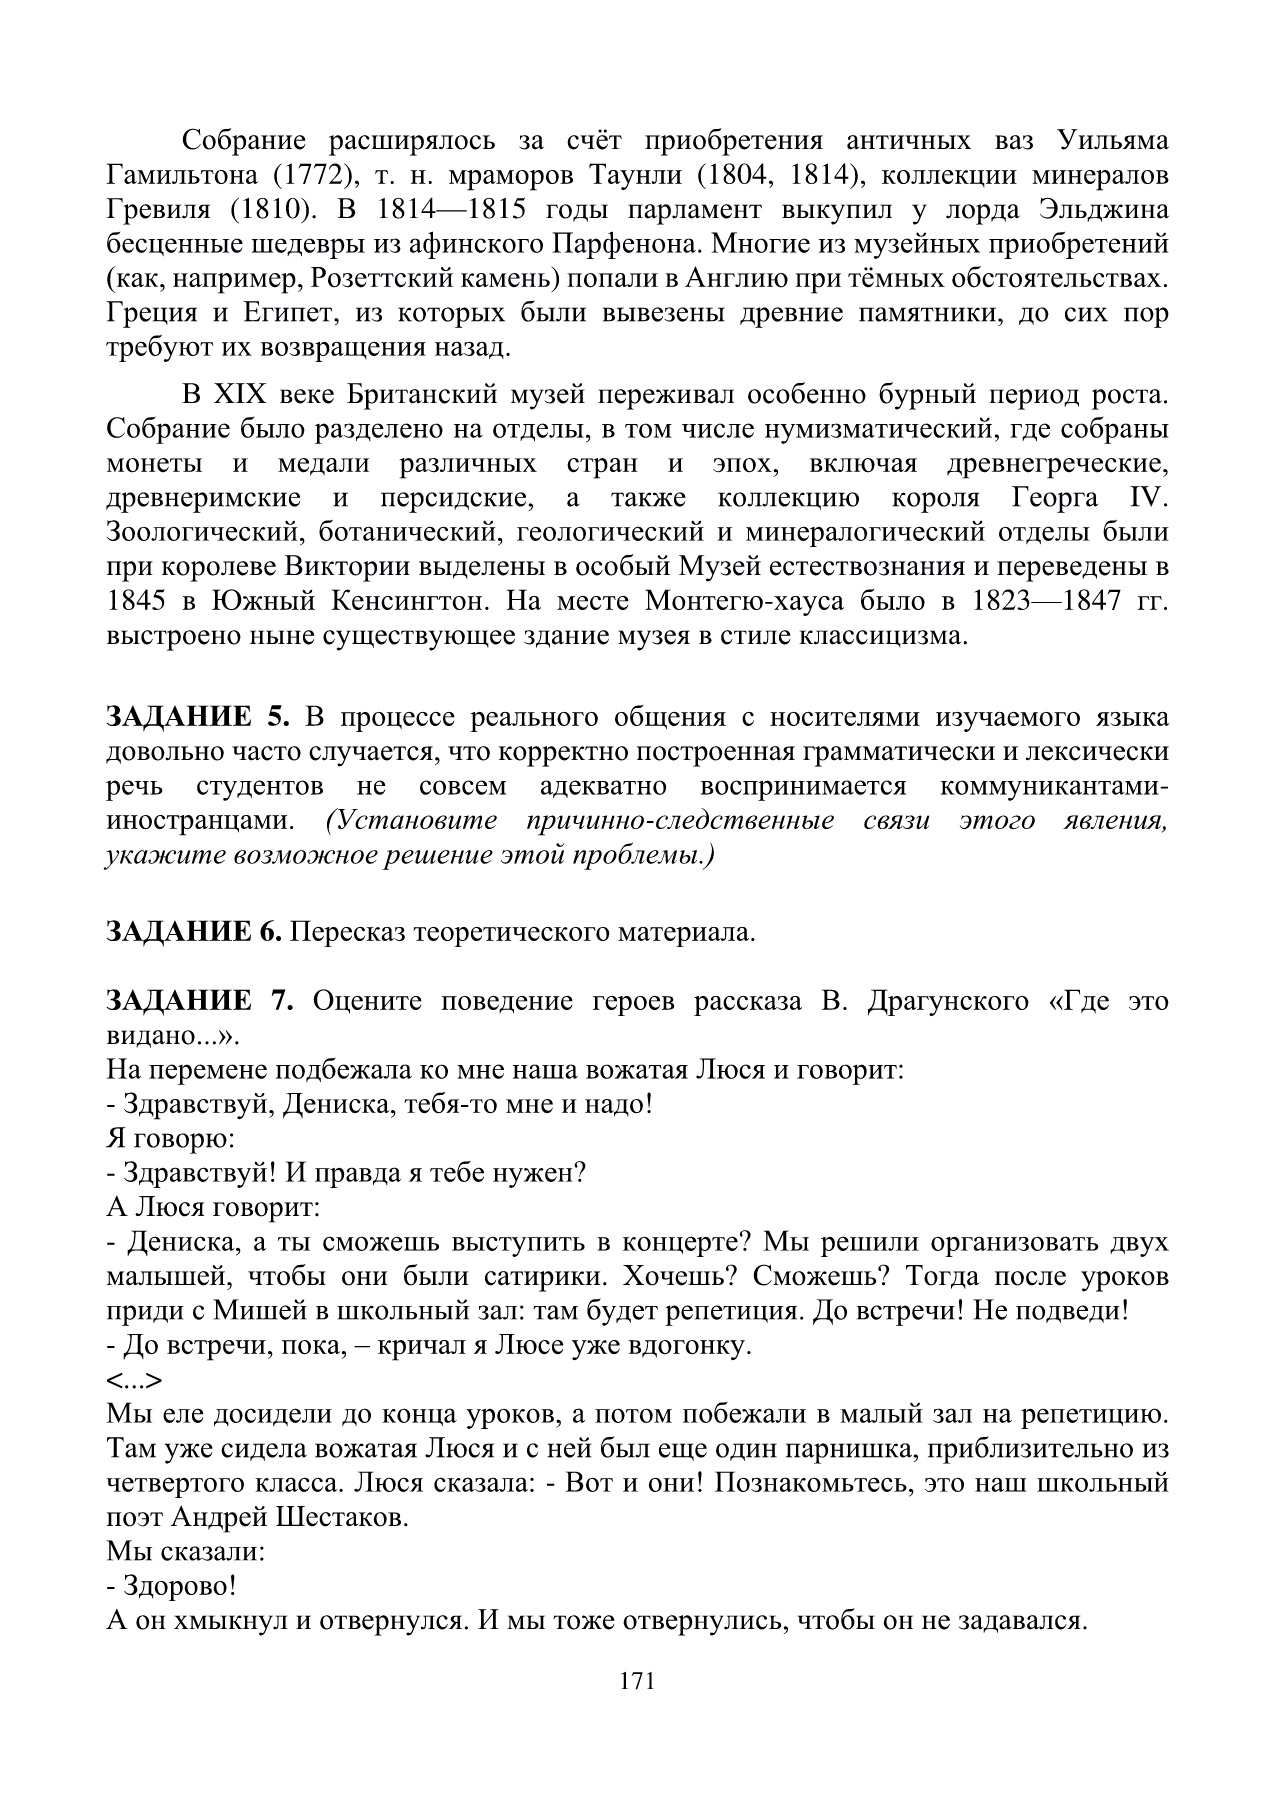 Собрание расширялось за счёт приобретения античных ваз Уильяма
Гамильтона (1772), т. н. мраморов Таунли (1804, 1814), коллекции минералов
Гревиля (1810). В 1814—1815 годы парламент выкупил у лорда Эльджина
бесценные шедевры из афинского Парфенона. Многие из музейных приобретений
(как, например, Розеттский камень) попали в Англию при тёмных обстоятельствах.
Греция и Египет, из которых были вывезены древние памятники, до сих пор
требуют их возвращения назад.
В XIX веке Британский музей переживал особенно бурный период роста.
Собрание было разделено на отделы, в том числе нумизматический, где собраны
монеты и медали различных стран и эпох, включая древнегреческие,
древнеримские и персидские, а также коллекцию короля Георга IV.
Зоологический, ботанический, геологический и минералогический отделы были
при королеве Виктории выделены в особый Музей естествознания и переведены в
1845 в Южный Кенсингтон. На месте Монтегю-хауса было в 1823—1847 гг.
выстроено ныне существующее здание музея в стиле классицизма.
ЗАДАНИЕ 5. В процессе реального общения с носителями изучаемого языка
довольно часто случается, что корректно построенная грамматически и лексически
речь студентов не совсем адекватно воспринимается коммуникантами-
иностранцами. (Установите причинно-следственные связи этого явления,
укажите возможное решение этой проблемы.)
ЗАДАНИЕ 6. Пересказ теоретического материала.
ЗАДАНИЕ 7. Оцените поведение героев рассказа В. Драгунского «Где это
видано...».
На перемене подбежала ко мне наша вожатая Люся и говорит:
- Здравствуй, Дениска, тебя-то мне и надо!
Я говорю:
- Здравствуй! И правда я тебе нужен?
А Люся говорит:
- Дениска, а ты сможешь выступить в концерте? Мы решили организовать двух
малышей, чтобы они были сатирики. Хочешь? Сможешь? Тогда после уроков
приди с Мишей в школьный зал: там будет репетиция. До встречи! Не подведи!
- До встречи, пока, – кричал я Люсе уже вдогонку.
<...>
Мы еле досидели до конца уроков, а потом побежали в малый зал на репетицию.
Там уже сидела вожатая Люся и с ней был еще один парнишка, приблизительно из
четвертого класса. Люся сказала: - Вот и они! Познакомьтесь, это наш школьный
поэт Андрей Шестаков.
Мы сказали:
- Здорово!
А он хмыкнул и отвернулся. И мы тоже отвернулись, чтобы он не задавался.
171